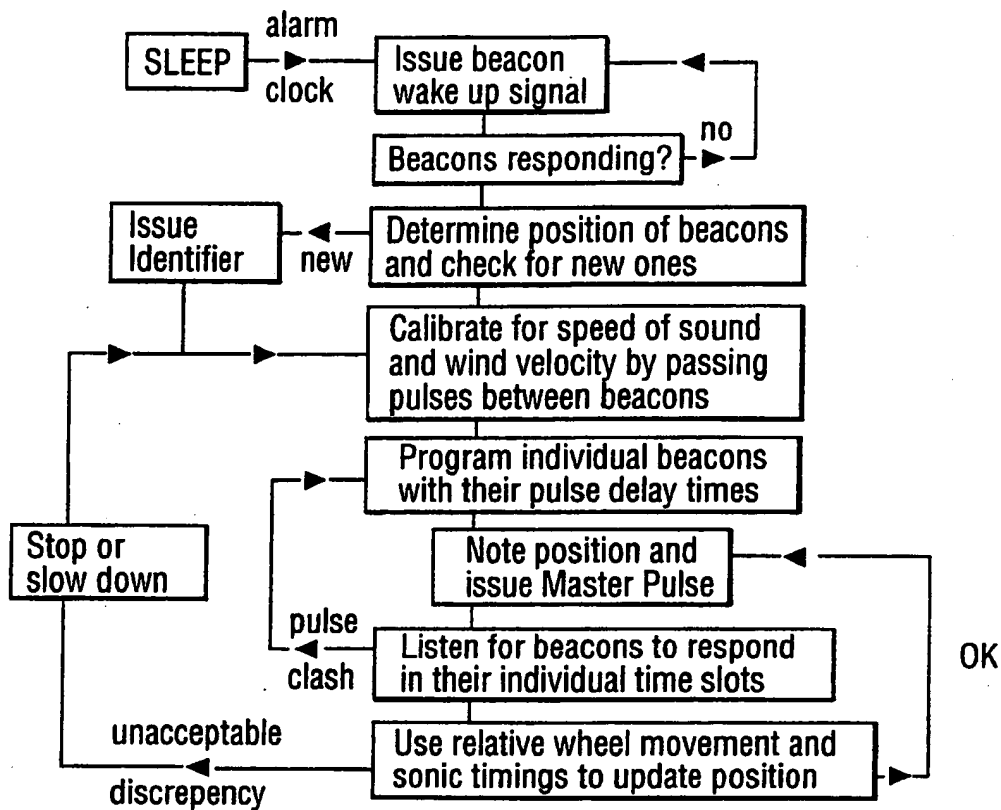 alarm
SLEEP
clock
Issue beacon
wake up signal
no
Beacons responding?
Issue
Identifier
new
Determine position of beacons
and check for new ones
Calibrate for speed of sound
and wind velocity by passing
pulses between beacons
Program individual beacons
with their pulse delay times
Stop or
slow down
Note position and
issue Master Pulse
pulse
clash
Listen for beacons to respond
in their individual time slots
OK
unacceptable
discrepency
Use relative wheel movement and
sonic timings to update position